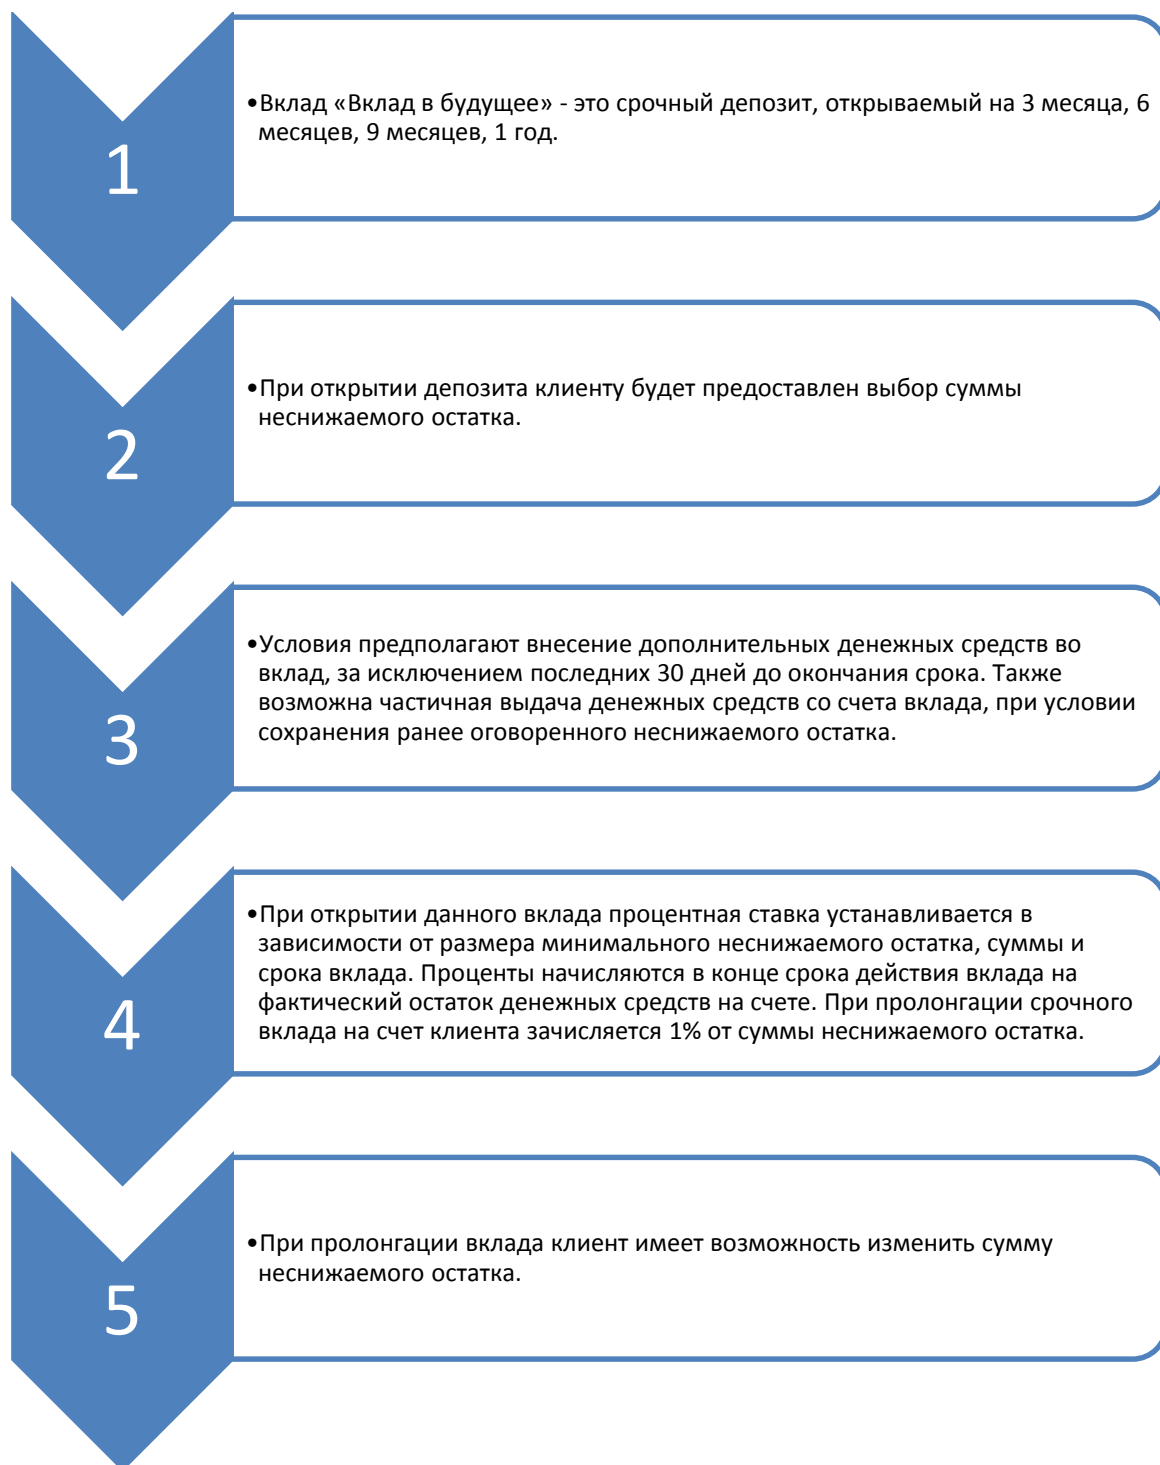 1
•Вклад «Вклад в будущее» - это срочный депозит, открываемый на 3 месяца, 6
месяцев, 9 месяцев, 1 год.
2
•При открытии депозита клиенту будет предоставлен выбор суммы
неснижаемого остатка.
3
•Условия предполагают внесение дополнительных денежных средств во
вклад, за исключением последних 30 дней до окончания срока. Также
возможна частичная выдача денежных средств со счета вклада, при условии
сохранения ранее оговоренного неснижаемого остатка.
4
•При открытии данного вклада процентная ставка устанавливается в
зависимости от размера минимального неснижаемого остатка, суммы и
срока вклада. Проценты начисляются в конце срока действия вклада на
фактический остаток денежных средств на счете. При пролонгации срочного
вклада на счет клиента зачисляется 1% от суммы неснижаемого остатка.
5
•При пролонгации вклада клиент имеет возможность изменить сумму
неснижаемого остатка.